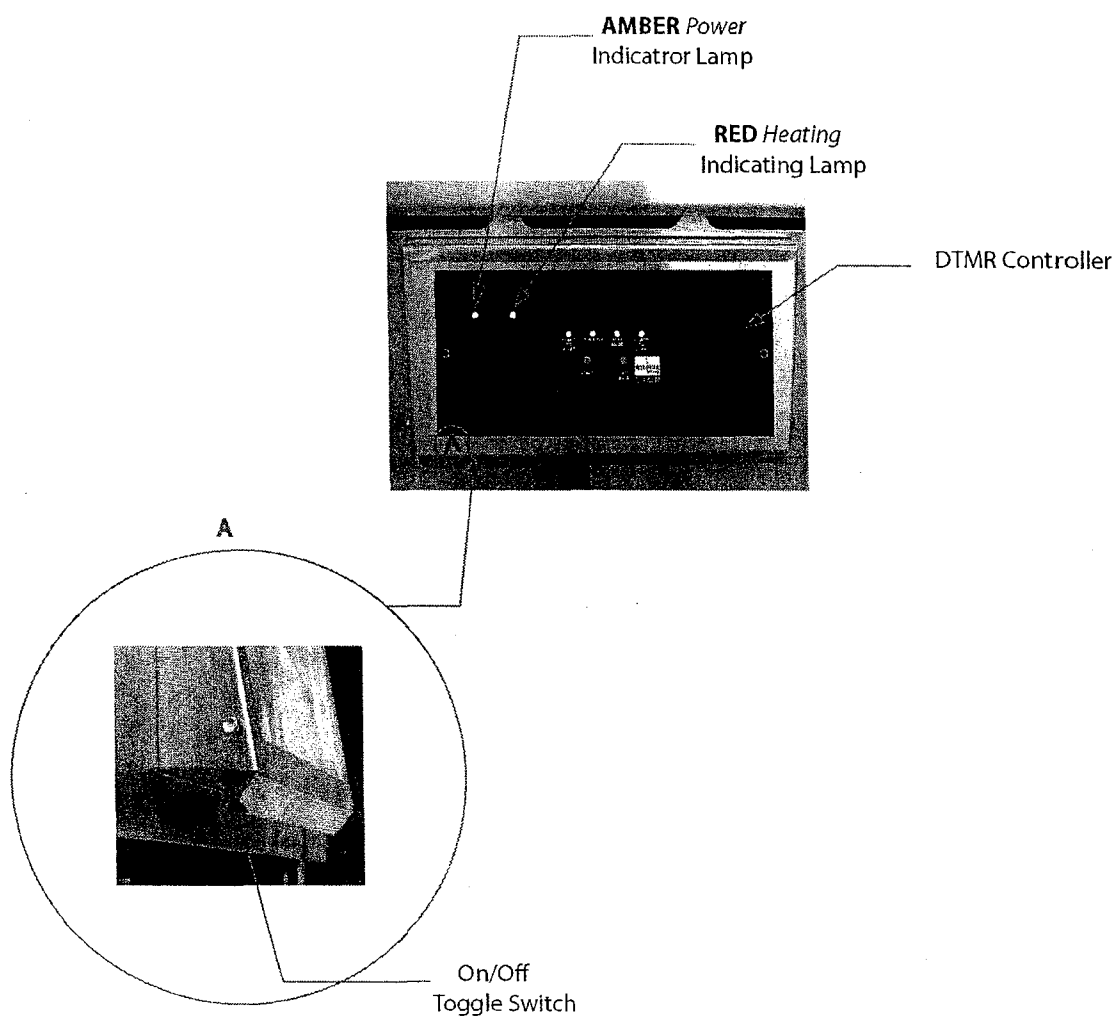 AMBER Power
Indicatror Lamp
RED Heating
Indicating Lamp
DTMR Controller
A
A
On/Off
Toggle Switch